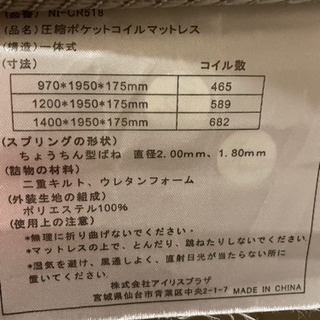 (品番) NI-CR518
(品名) 圧縮ポケットコイルマットレス
(構造) 一体式
(寸法) コイル数
970*1950*175mm 465
1200*1950*175mm 589
1400*1950*175mm 682
(スプリングの形状)
ちょうちん型ばね 直径2.00mm、1.80mm
(詰物の材料)
二重キルト、ウレタンフォーム
(外装生地の組成)
ポリエステル100%
(使用上の注意)
*無理に折り曲げないでください。
*マットレスの上で、とんだり、跳ねたりしないでください
*湿気を避け、風通しよく、直射日光が当たらない所で
ください。
株式会社アイリスプラザ
宮城県仙台市青葉区中央2-1-7 MADE IN CHINA